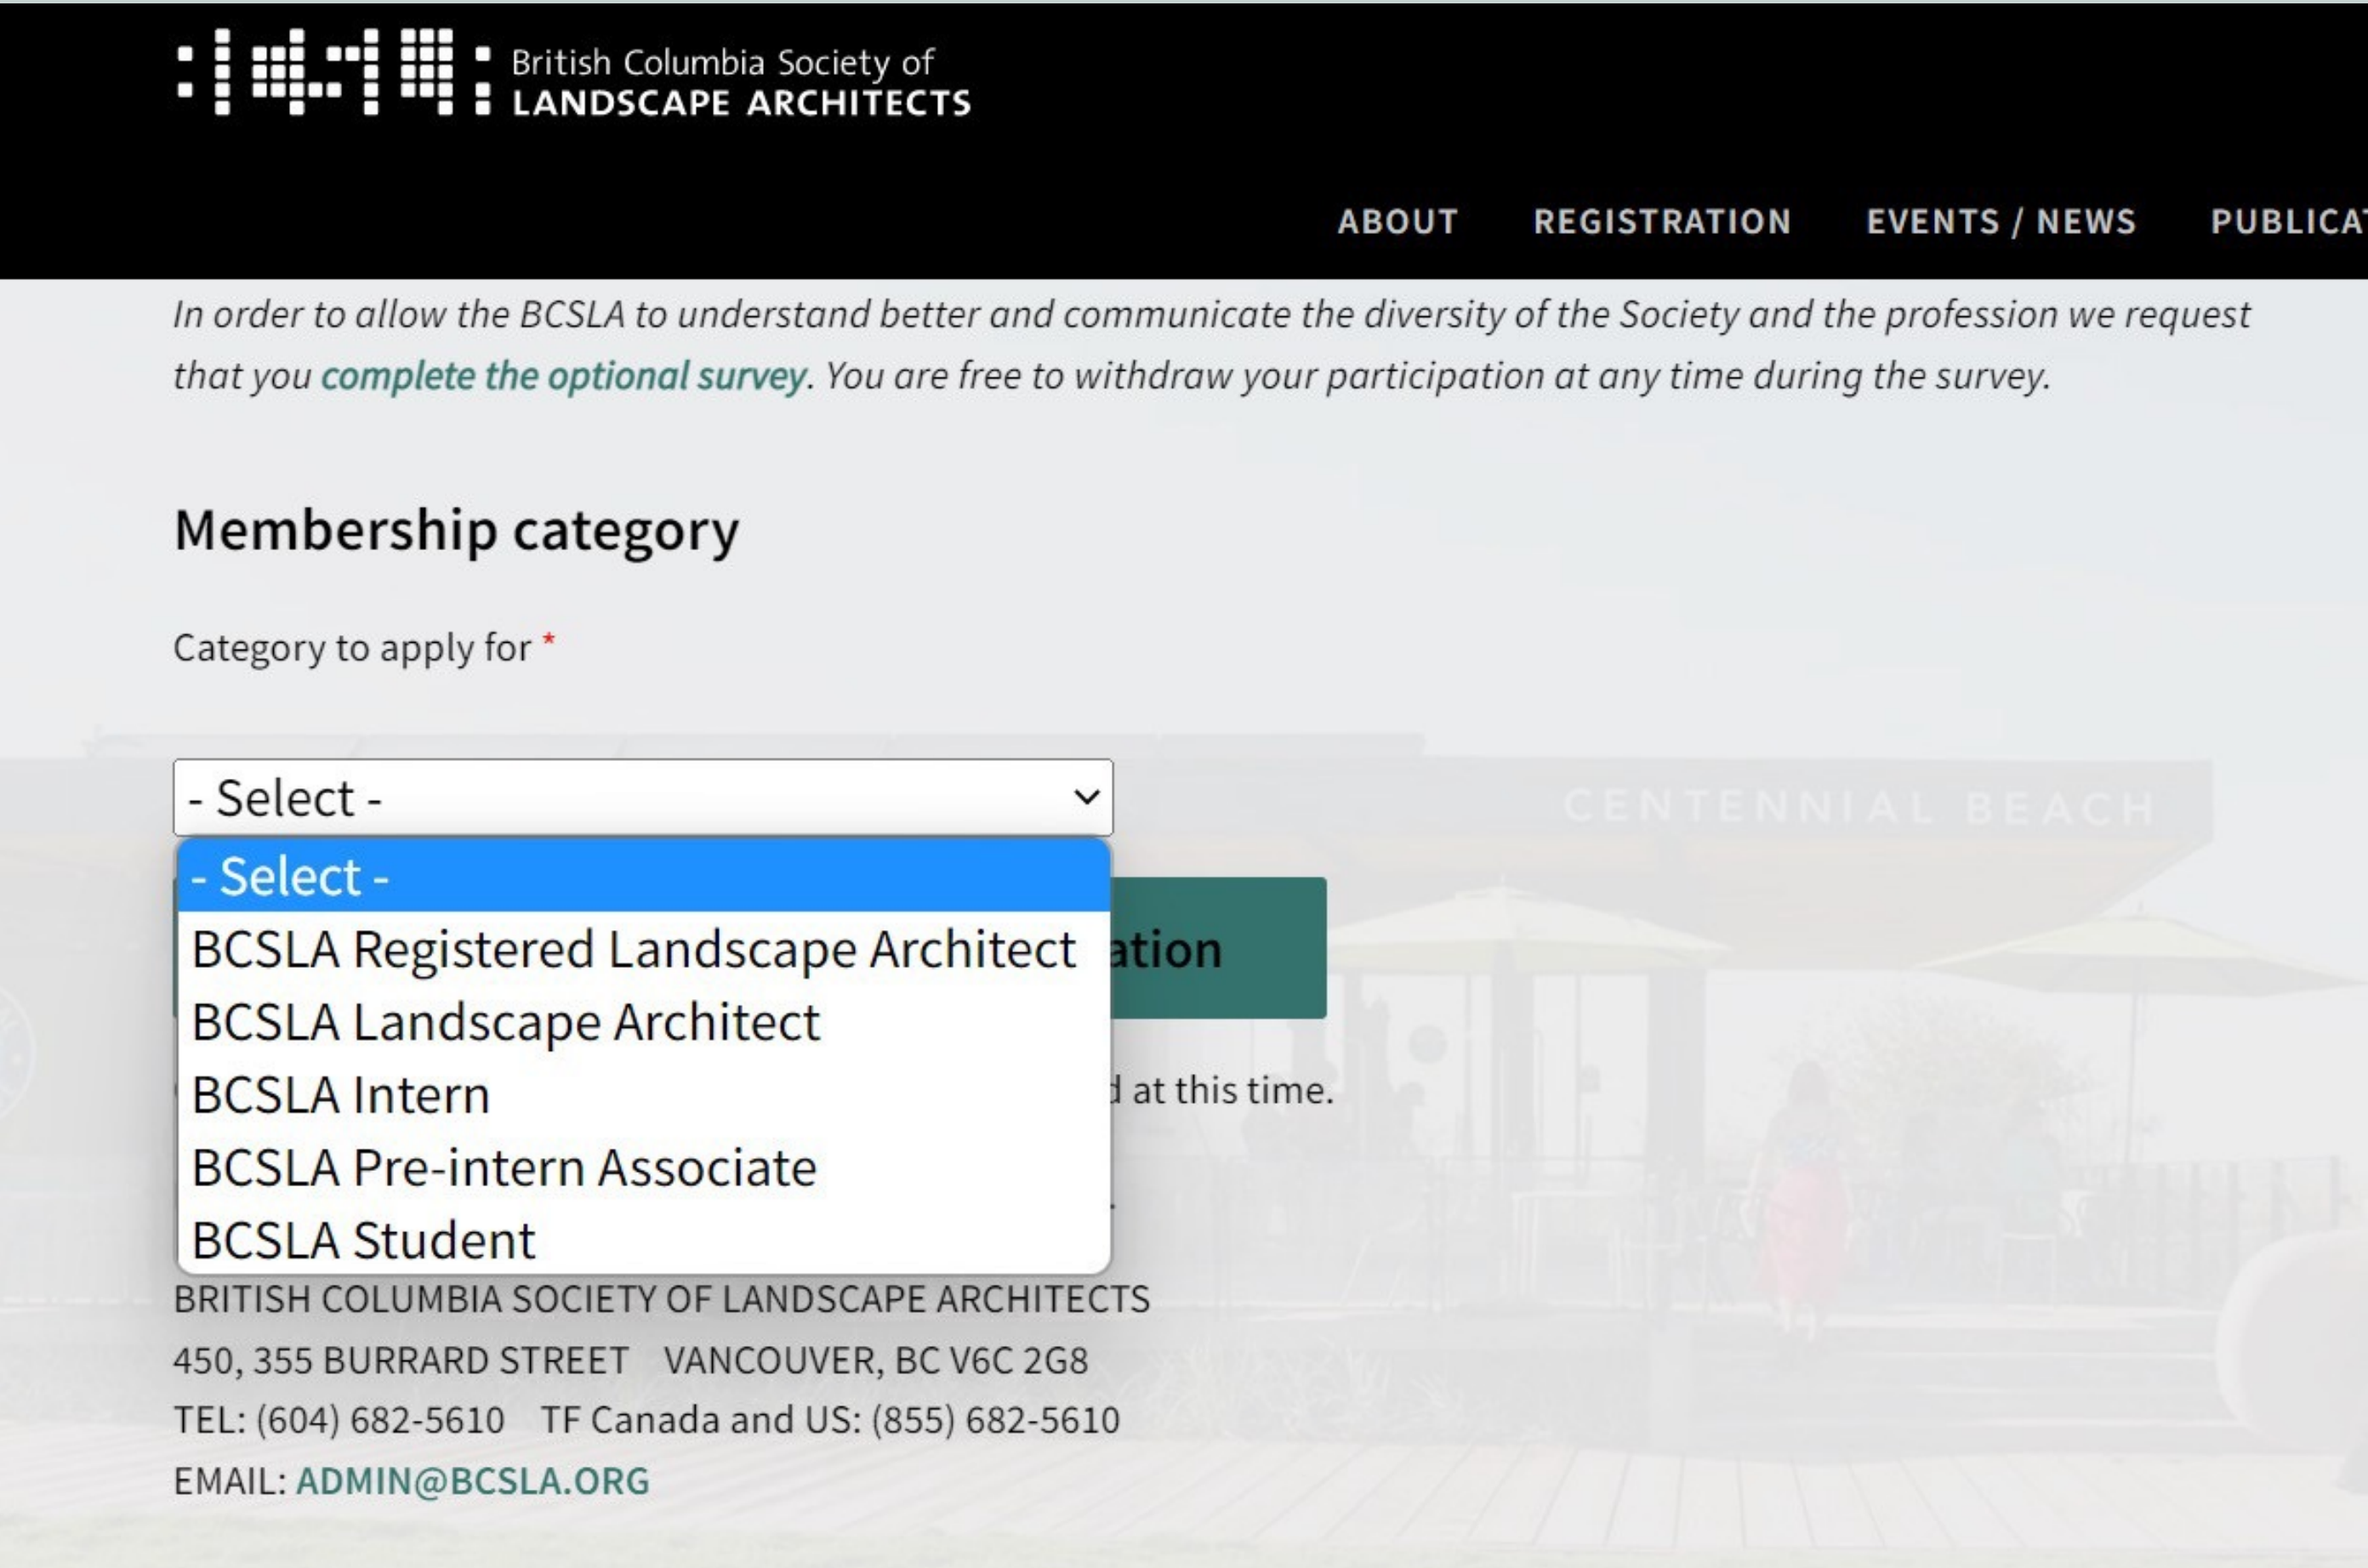 British Columbia Society of
LANDSCAPE ARCHITECTS
ABOUT REGISTRATION EVENTS / NEWS
In order to allow the BCSLA to understand better and communicate the diversity of the Society and the profession we request
that you complete the optional survey. You are free to withdraw your participation at any time during the survey.
Membership category
Category to apply for *
- Select -
CENTENNIAL BEACH
- Select -
BCSLA Registered Landscape Architect
BCSLA Landscape Architect
BCSLA Intern
at this time.
BCSLA Pre-intern Associate
BCSLA Student
BRITISH COLUMBIA SOCIETY OF LANDSCAPE ARCHITECTS
450, 355 BURRARD STREET VANCOUVER, BC V6C 2G8
TEL: (604) 682-5610 TF Canada and US: (855) 682-5610
EMAIL: ADMIN@BCSLA.ORG